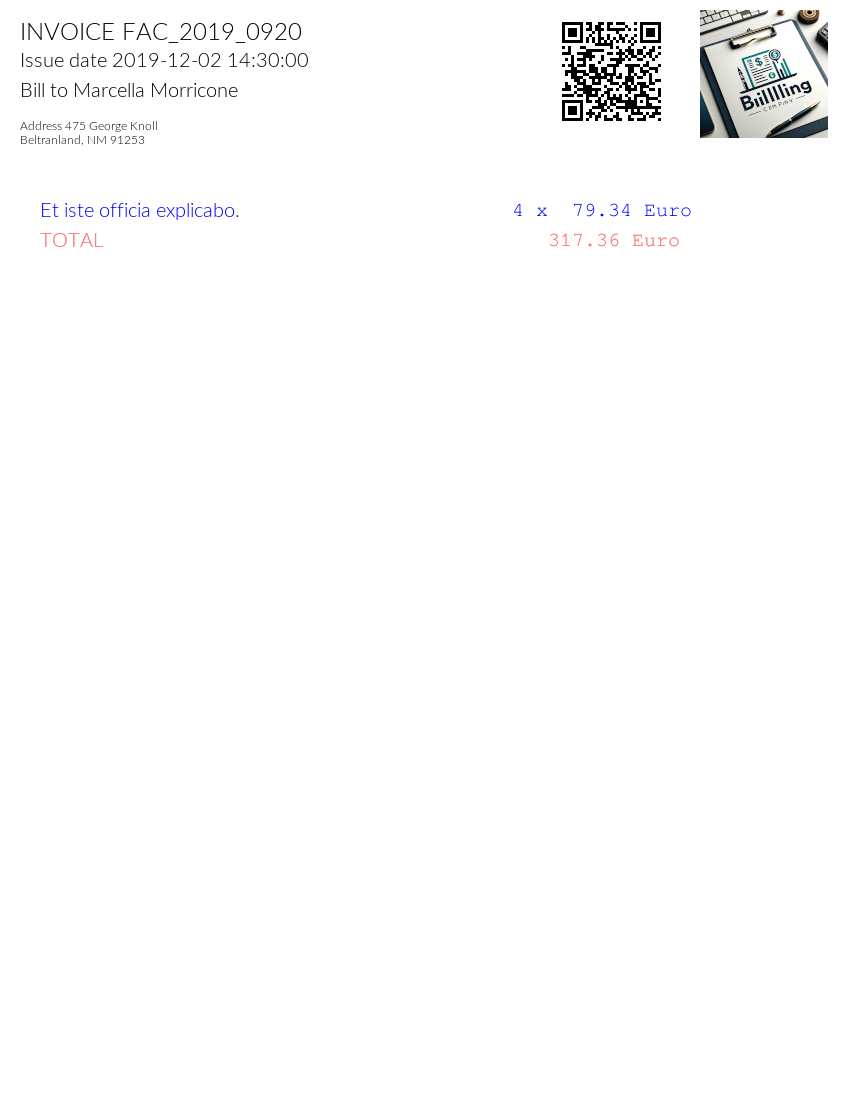 INVOICE FAC_2019_0920
Issue date 2019-12-02 14:30:00
Bill to Marcella Morricone
Address 475 George Knoll
Beltranland, NM 91253
Biillling
COMPANY
Et iste officia explicabo. 4 x 79.34 Euro
TOTAL 317.36 Euro